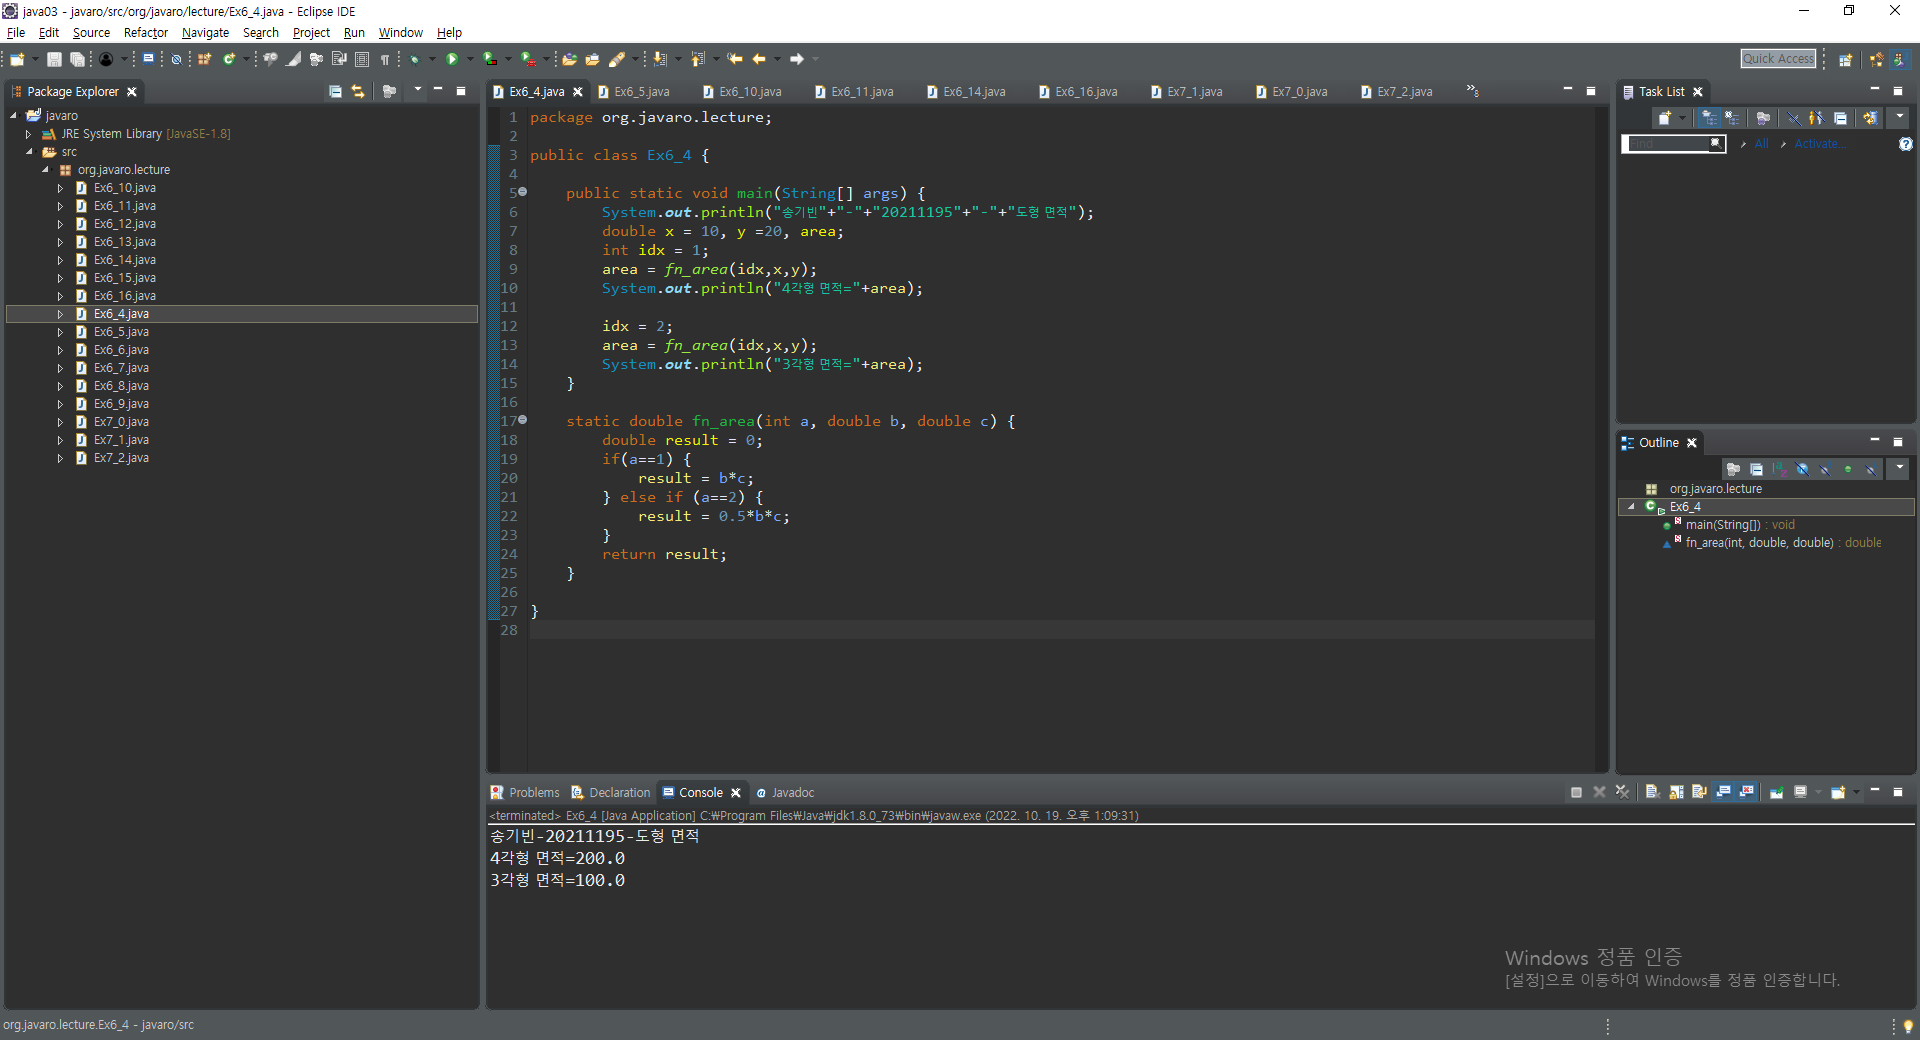 java03 - javaro/src/org/javaro/lecture/Ex6_4.java - Eclipse IDE
File Edit Source Refactor Navigate Search Project Run Window Help
Quick Access
Package Explorer
javaro
JRE System Library [JavaSE-1.8]
src
org.javaro.lecture
Ex6_10.java
Ex6_11.java
Ex6_12.java
Ex6_13.java
Ex6_14.java
Ex6_15.java
Ex6_16.java
Ex6_4.java
Ex6_5.java
Ex6_6.java
Ex6_7.java
Ex6_8.java
Ex6_9.java
Ex7_0.java
Ex7_1.java
Ex7_2.java
Ex6_4.java Ex6_5.java Ex6_10.java Ex6_11.java Ex6_14.java Ex6_16.java Ex7_1.java Ex7_0.java Ex7_2.java »8
1 package org.javaro.lecture;
2
3 public class Ex6_4 {
4
5 public static void main(String[] args) {
6 System.out.println("송기빈"+"-"+"20211195"+"-"+"도형 면적");
7 double x = 10, y =20, area;
8 int idx = 1;
9 area = fn_area(idx,x,y);
10 System.out.println("4각형 면적="+area);
11
12 idx = 2;
13 area = fn_area(idx,x,y);
14 System.out.println("3각형 면적="+area);
15 }
16
17 static double fn_area(int a, double b, double c) {
18 double result = 0;
19 if(a==1) {
20 result = b*c;
21 } else if (a==2) {
22 result = 0.5*b*c;
23 }
24 return result;
25 }
26
27 }
28
Task List
Find All Activate...
Outline
org.javaro.lecture
Ex6_4
main(String[]) : void
fn_area(int, double, double) : double
Problems Declaration Console Javadoc
<terminated> Ex6_4 [Java Application] C:₩Program Files₩Java₩jdk1.8.0_73₩bin₩javaw.exe (2022. 10. 19. 오후 1:09:31)
송기빈-20211195-도형 면적
4각형 면적=200.0
3각형 면적=100.0
Windows 정품 인증
[설정]으로 이동하여 Windows를 정품 인증합니다.
org.javaro.lecture.Ex6_4 - javaro/src